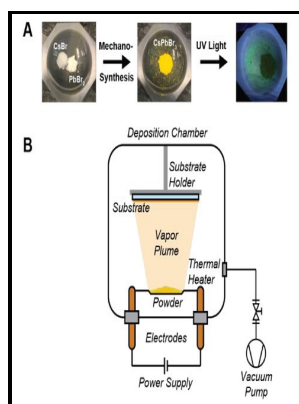 A
CsBr
PbBr₂
Mechano-
Synthesis
CsPbBr₃
UV Light
B
Deposition Chamber
Substrate
Holder
Substrate
Vapor
Plume
Thermal
Heater
Powder
Electrodes
Power Supply
Vacuum
Pump